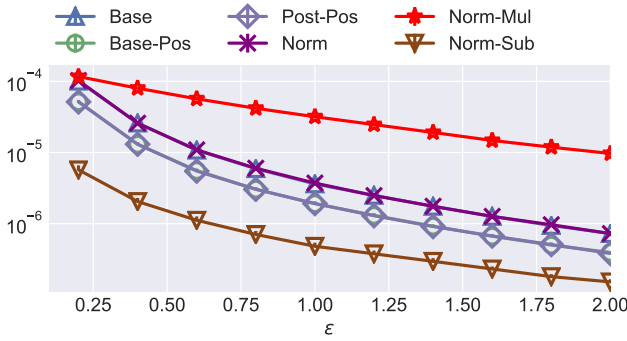 Base Post-Pos Norm-Mul
Base-Pos Norm Norm-Sub
10⁻⁴
10⁻⁵
10⁻⁶
0.25 0.50 0.75 1.00 1.25 1.50 1.75 2.00
ε